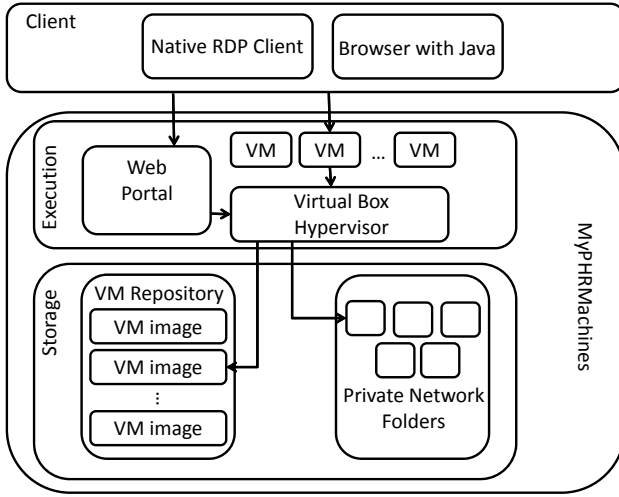 Client
Native RDP Client
Browser with Java
Execution
Web
Portal
VM
VM
...
VM
Virtual Box
Hypervisor
MyPHRMachines
Storage
VM Repository
VM image
VM image
...
VM image
Private Network
Folders